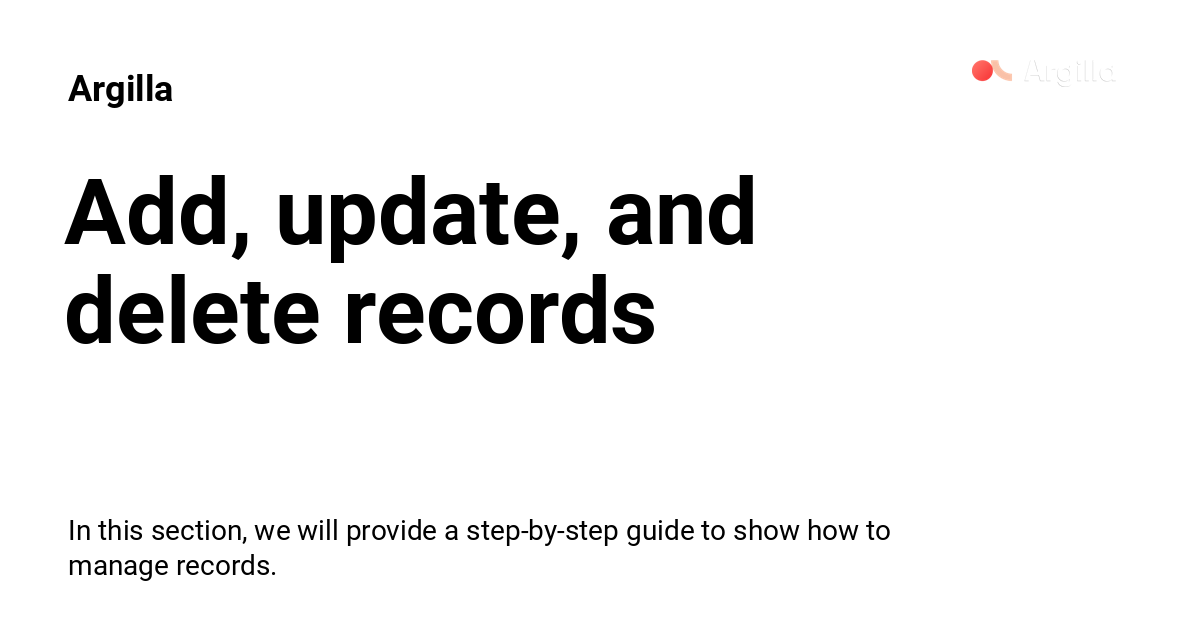 Argilla
Argilla
Add, update, and
delete records
In this section, we will provide a step-by-step guide to show how to
manage records.